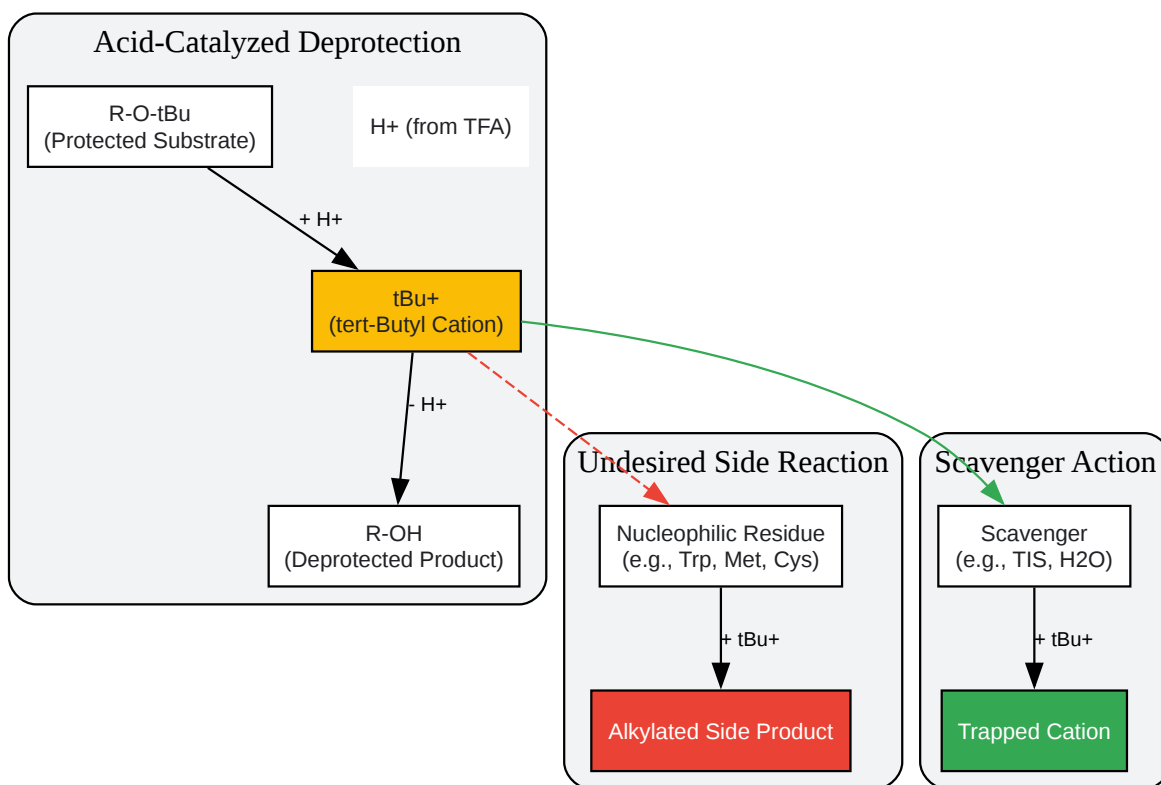 Acid-Catalyzed Deprotection
R-O-tBu
(Protected Substrate)
H+ (from TFA)
+ H+
tBu+
(tert-Butyl Cation)
- H+
R-OH
(Deprotected Product)
Undesired Side Reaction
Nucleophilic Residue
(e.g., Trp, Met, Cys)
+ tBu+
Alkylated Side Product
Scavenger Action
Scavenger
(e.g., TIS, H2O)
+ tBu+
Trapped Cation